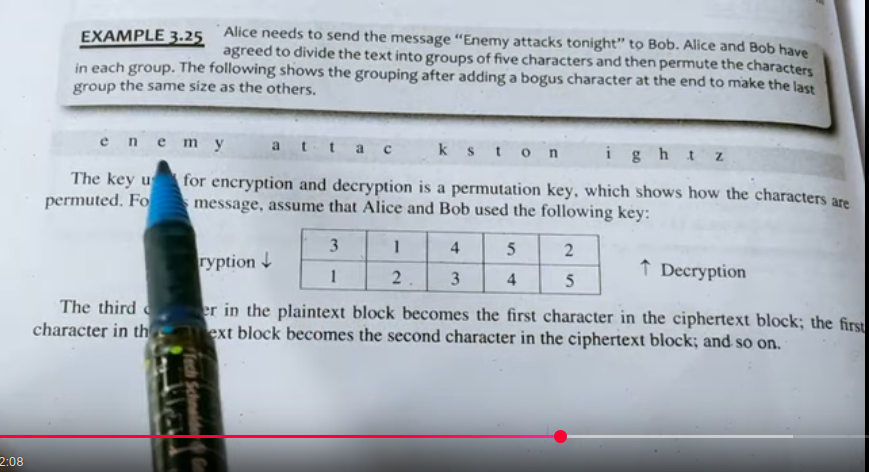 EXAMPLE 3.25 Alice needs to send the message “Enemy attacks tonight” to Bob. Alice and Bob have
agreed to divide the text into groups of five characters and then permute the characters
in each group. The following shows the grouping after adding a bogus character at the end to make the last
group the same size as the others.
e n e m y a t t a c k s t o n i g h t z
The key for encryption and decryption is a permutation key, which shows how the characters are
permuted. message, assume that Alice and Bob used the following key:
3 1 4 5 2
ryption ↓ ↑ Decryption
1 2 3 4 5
The third er in the plaintext block becomes the first character in the ciphertext block; the first
character in th ext block becomes the second character in the ciphertext block; and so on.
2:08